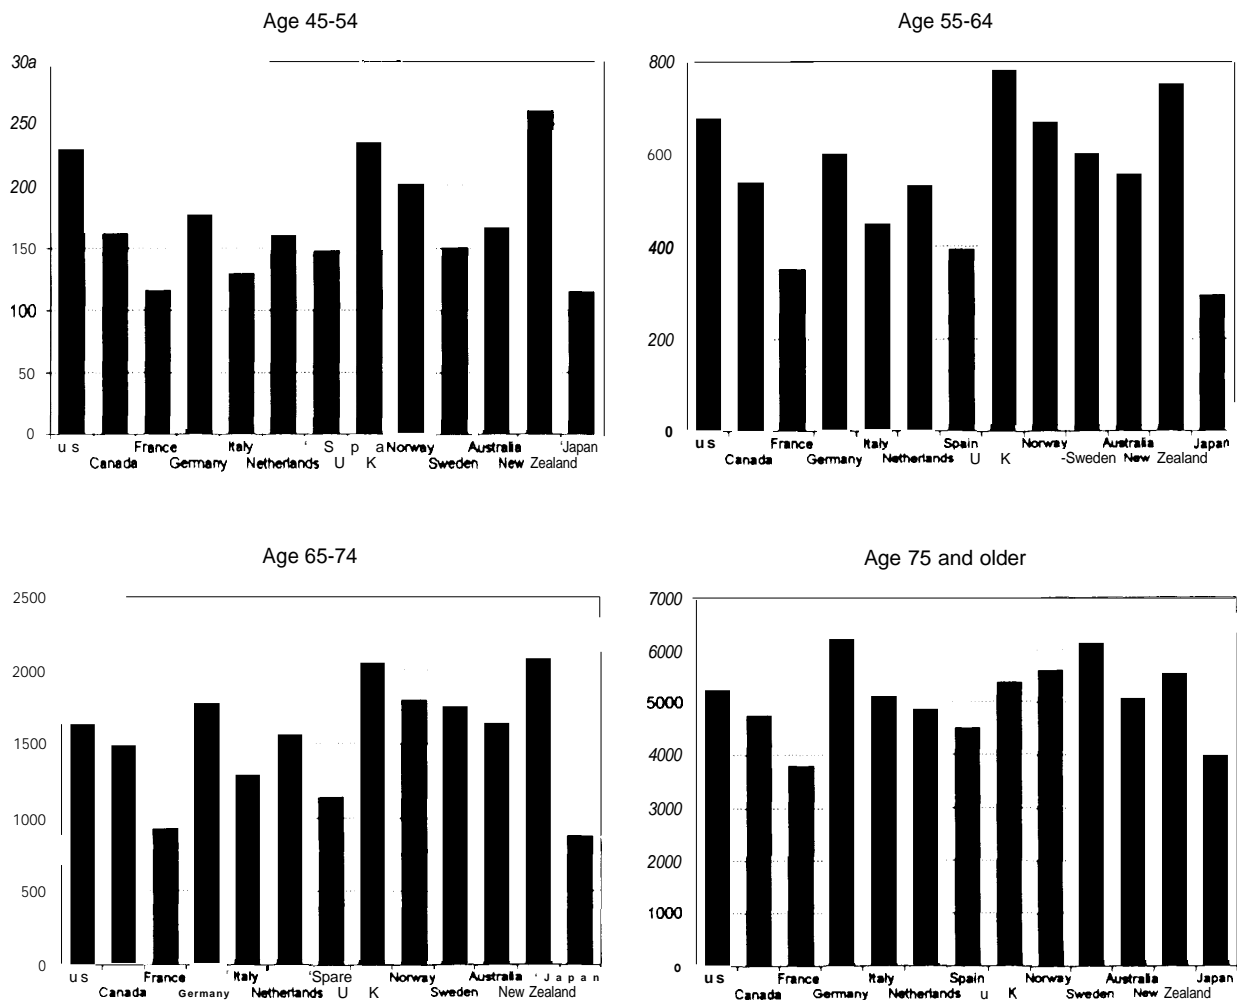 Age 45-54
30a
250
200
150
100
50
0
u s France Italy ' S p a Norway Australia 'Japan
Canada Germany Netherlands U K Sweden New Zealand
Age 55-64
800
600
400
200
0
u s France Italy Spain Norway Australia Japan
Canada Germany Netherlands U K -Sweden New Zealand
Age 65-74
2500
2000
1500
1000
500
0
u s France 'Italy 'Spare Norway Australia ' J a p a n
Canada Germany Netherlands U K Sweden New Zealand
Age 75 and older
7000
6000
5000
4000
3000
2000
1000
0
u s France Italy Spain Norway Australia Japan
Canada Germany Netherlands u K Sweden New Zealand